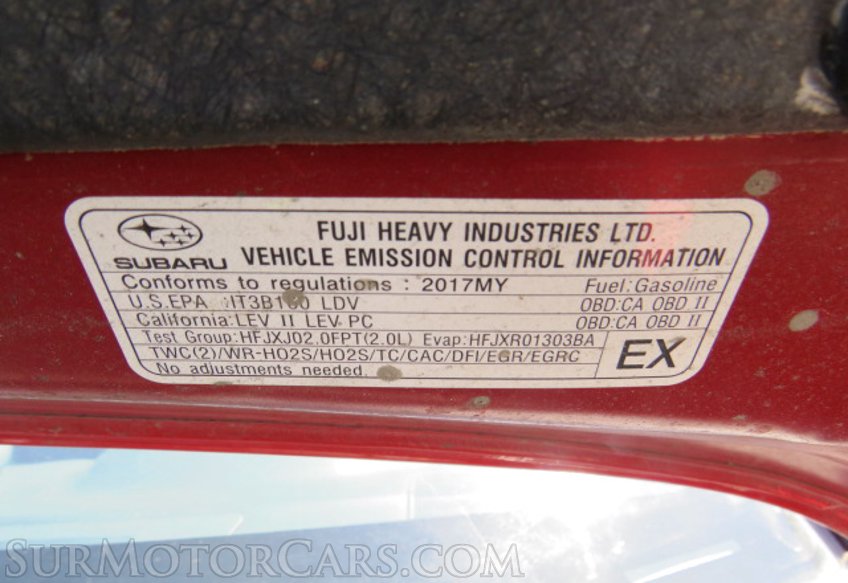 FUJI HEAVY INDUSTRIES LTD.
SUBARU VEHICLE EMISSION CONTROL INFORMATION
Conforms to regulations : 2017MY Fuel:Gasoline
U.S.EPA : LDV OBD:CA OBD II
California:LEV II LEV PC OBD:CA OBD II
Test Group:HFJXJ02.0FPT(2.0L) Evap:HFJXR01303BA
TWC(2)/WR-HO2S/HO2S/TC/CAC/DFI/EGR/EGRC
No adjustments needed.
EX
SurMotorCars.com